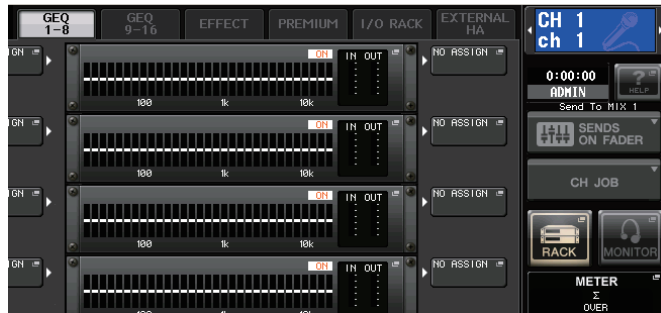 GEQ 1-8
GEQ 9-16
EFFECT
PREMIUM
I/O RACK
EXTERNAL HA
CH 1
ch 1
IGN
ON
IN OUT
NO ASSIGN
100 1k 10k
0:00:00
ADMIN
?
HELP
Send To MIX 1
IGN
ON
IN OUT
NO ASSIGN
100 1k 10k
SENDS ON FADER
CH JOB
IGN
ON
IN OUT
NO ASSIGN
100 1k 10k
RACK
MONITOR
IGN
ON
IN OUT
NO ASSIGN
100 1k 10k
METER
Σ
OVER